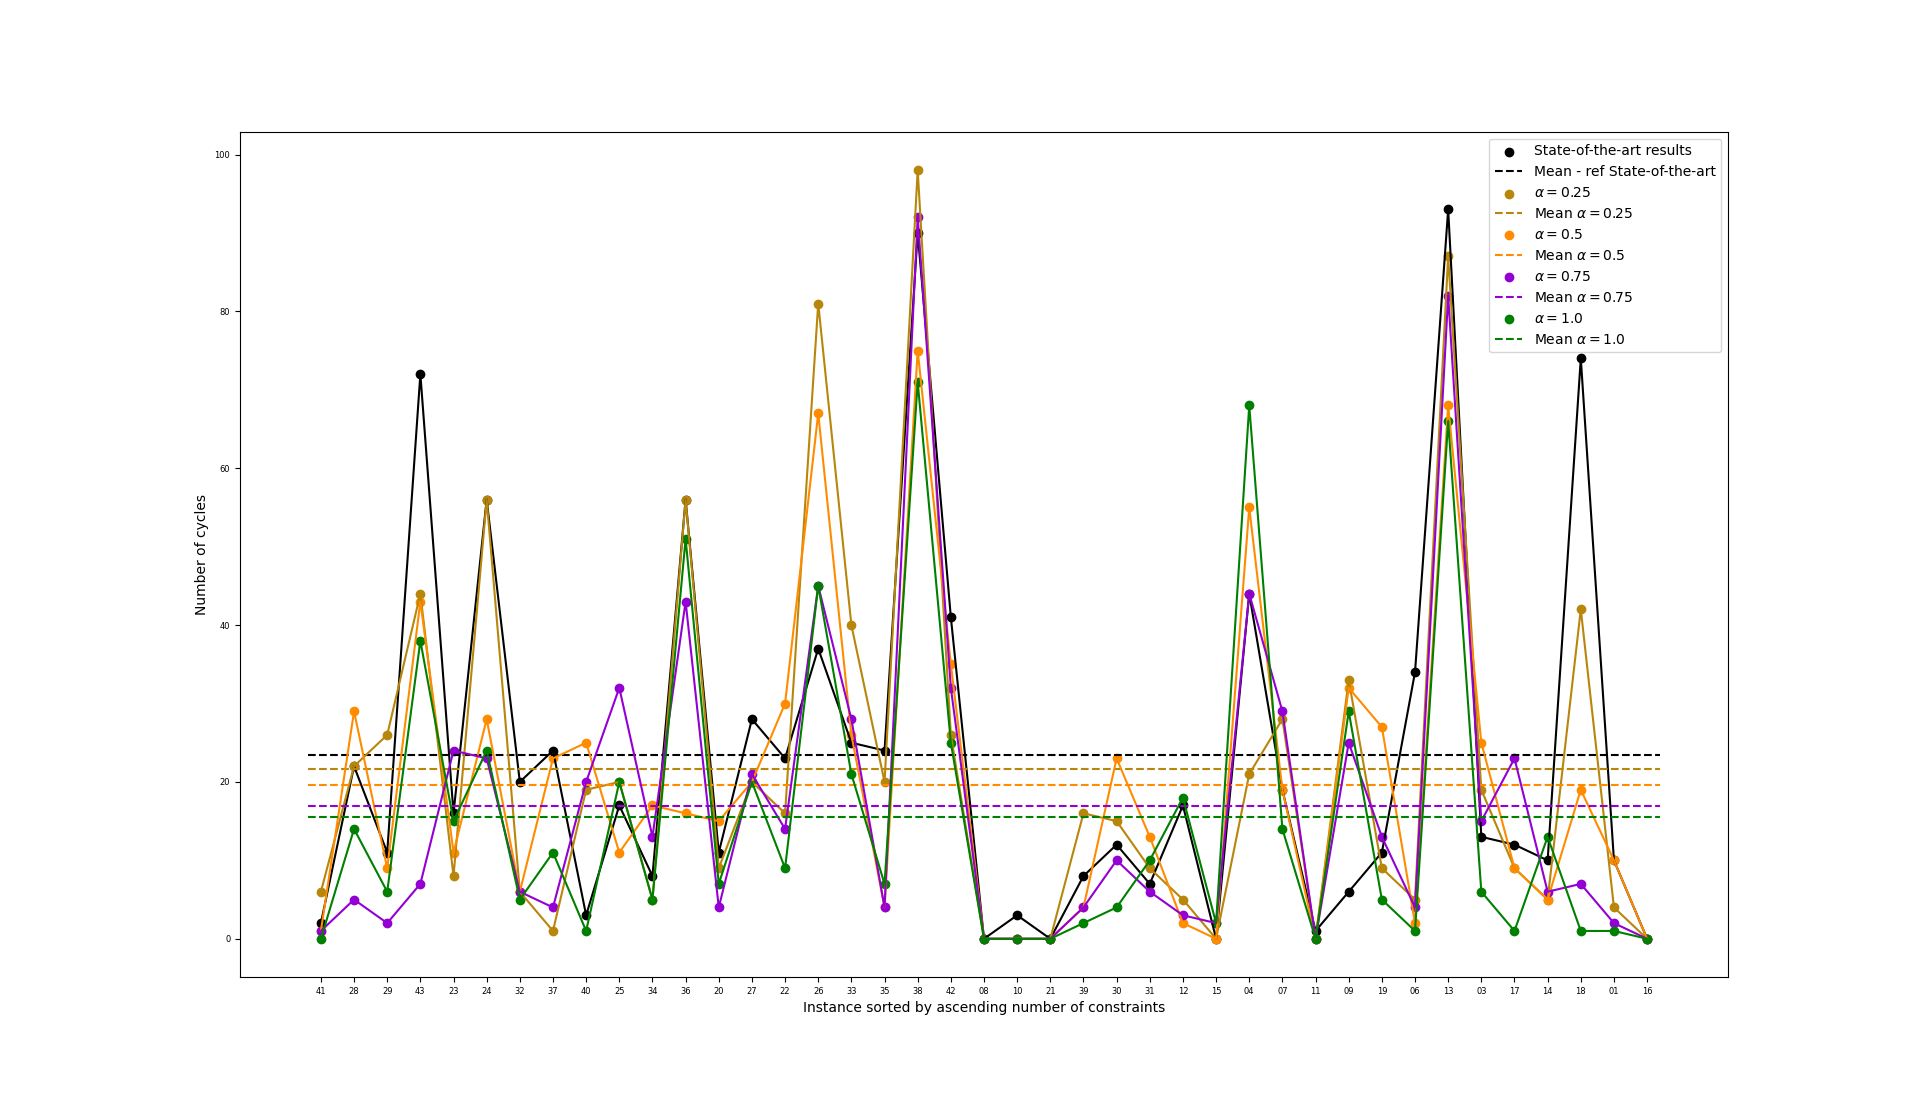 State-of-the-art results
Mean - ref State-of-the-art
α = 0.25
Mean α = 0.25
α = 0.5
Mean α = 0.5
α = 0.75
Mean α = 0.75
α = 1.0
Mean α = 1.0
100
80
60
40
20
0
Number of cycles
41 28 29 43 23 24 32 37 40 25 34 36 20 27 22 26 33 35 38 42 08 10 21 39 30 31 12 15 04 07 11 09 19 06 13 03 17 14 18 01 16
Instance sorted by ascending number of constraints